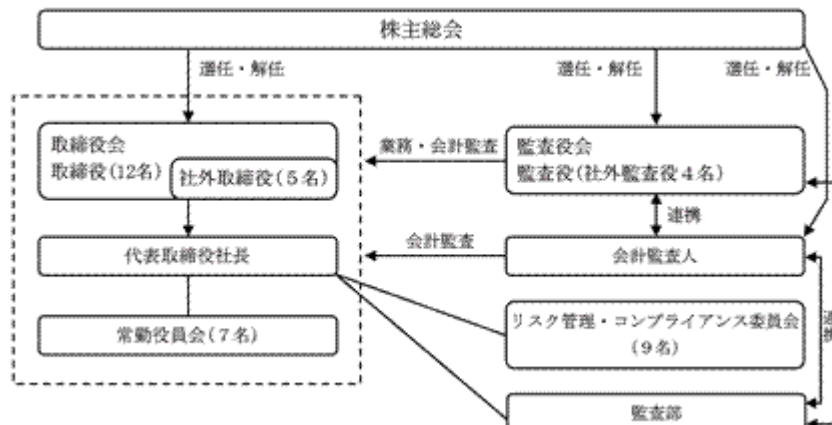 株主総会
選任・解任
選任・解任
選任・解任
取締役会
取締役(12名)
社外取締役(5名)
業務・会計監査
監査役会
監査役(社外監査役4名)
連携
代表取締役社長
会計監査
会計監査人
常勤役員会(7名)
リスク管理・コンプライアンス委員会
(9名)
連携
監査部